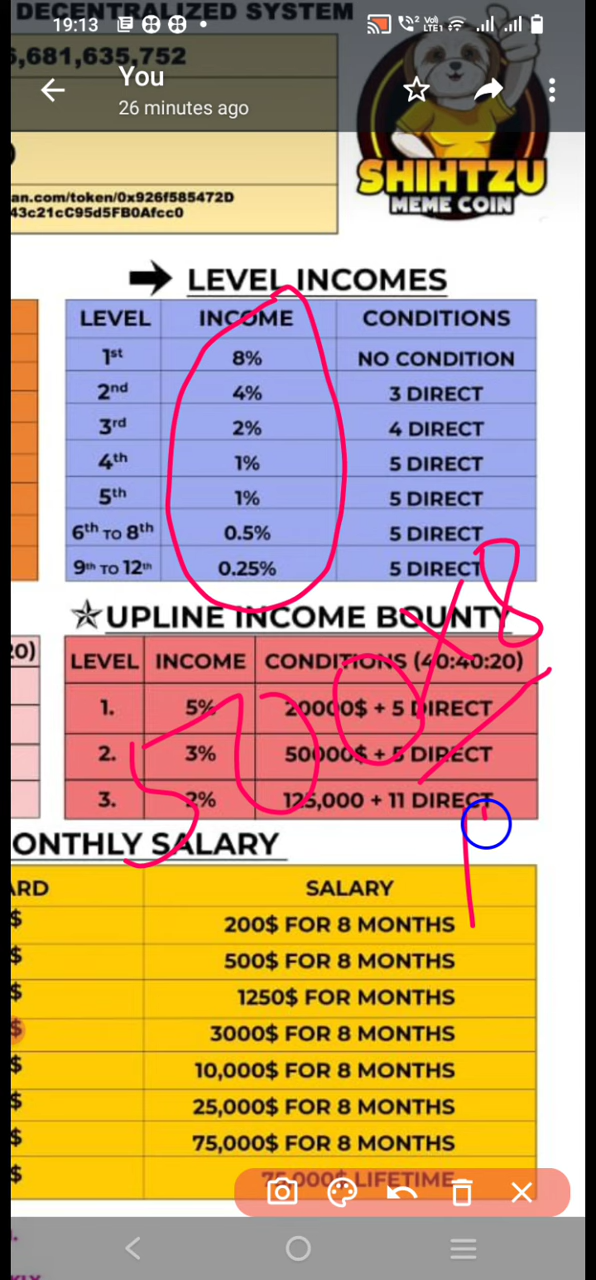 DECENTRALIZED SYSTEM
19:13
6,681,635,752
You
26 minutes ago
an.com/token/0x926f585472D
43c21cC95d5FB0Afcc0
SHIHTZU
MEME COIN
LEVEL INCOMES
LEVEL INCOME CONDITIONS
1st 8% NO CONDITION
2nd 4% 3 DIRECT
3rd 2% 4 DIRECT
4th 1% 5 DIRECT
5th 1% 5 DIRECT
6th TO 8th 0.5% 5 DIRECT
9th TO 12th 0.25% 5 DIRECT
UPLINE INCOME BOUNTY
LEVEL INCOME CONDITIONS (40:40:20)
1. 5% 20000$ + 5 DIRECT
2. 3% 50000$ + 5 DIRECT
3. 2% 125,000 + 11 DIRECT
500 x 8
ONTHLY SALARY
ARD SALARY
$ 200$ FOR 8 MONTHS
$ 500$ FOR 8 MONTHS
$ 1250$ FOR MONTHS
$ 3000$ FOR 8 MONTHS
$ 10,000$ FOR 8 MONTHS
$ 25,000$ FOR 8 MONTHS
$ 75,000$ FOR 8 MONTHS
$ 75,000$ LIFETIME